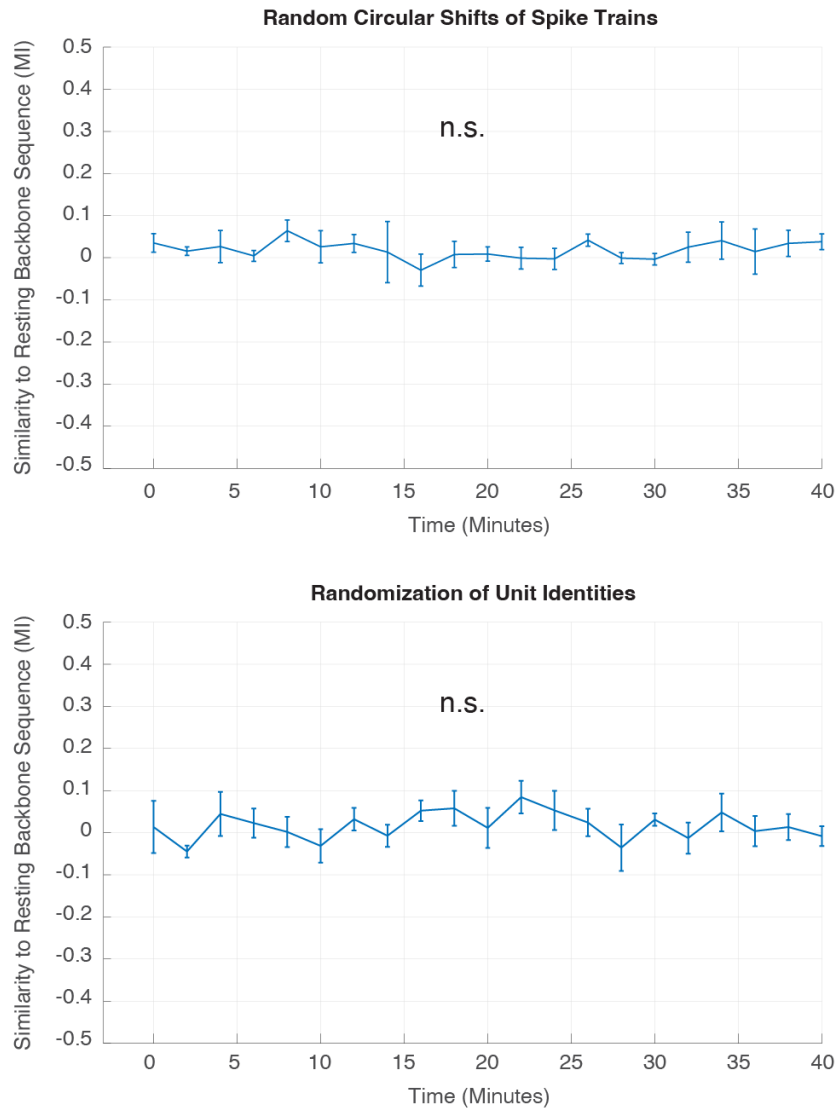 Random Circular Shifts of Spike Trains
Similarity to Resting Backbone Sequence (MI)
0.5
0.4
0.3
0.2
0.1
0
-0.1
-0.2
-0.3
-0.4
-0.5
n.s.
0 5 10 15 20 25 30 35 40
Time (Minutes)
Randomization of Unit Identities
Similarity to Resting Backbone Sequence (MI)
0.5
0.4
0.3
0.2
0.1
0
-0.1
-0.2
-0.3
-0.4
-0.5
n.s.
0 5 10 15 20 25 30 35 40
Time (Minutes)